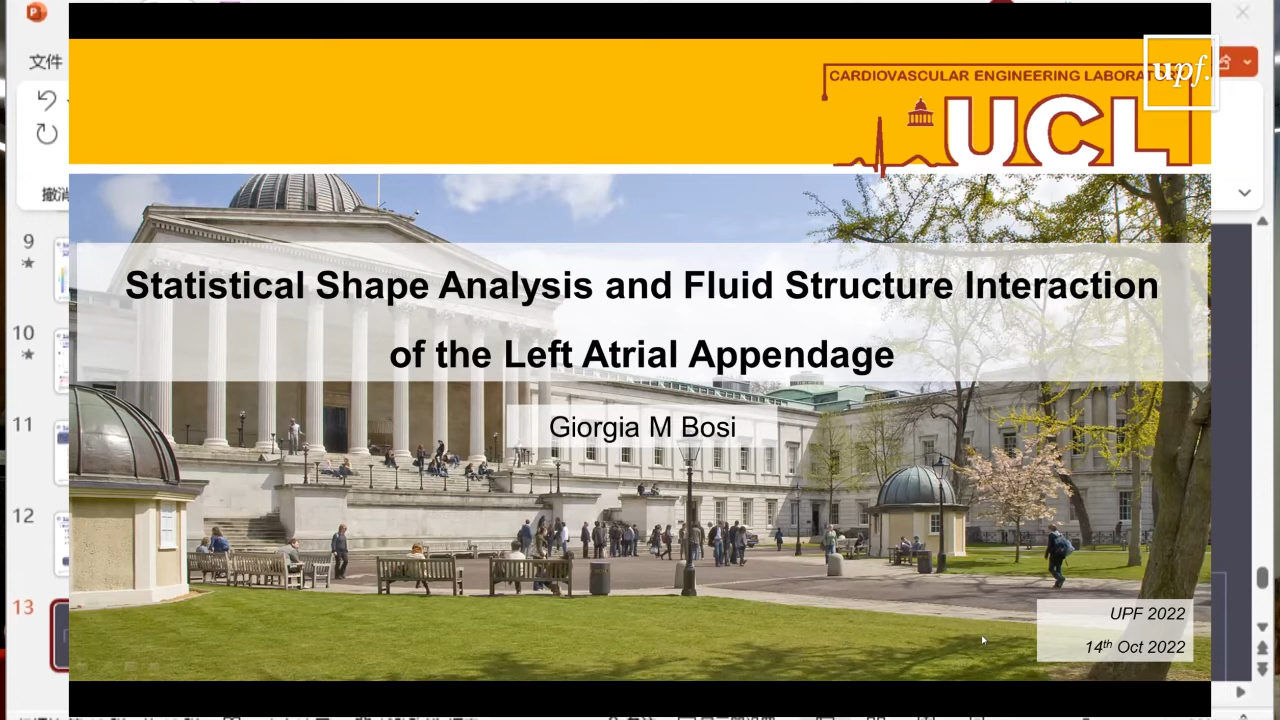 文件
撤消
9
10
11
12
13
CARDIOVASCULAR ENGINEERING LABORATORY
UCL
upf.
Statistical Shape Analysis and Fluid Structure Interaction
of the Left Atrial Appendage
Giorgia M Bosi
UPF 2022
14th Oct 2022